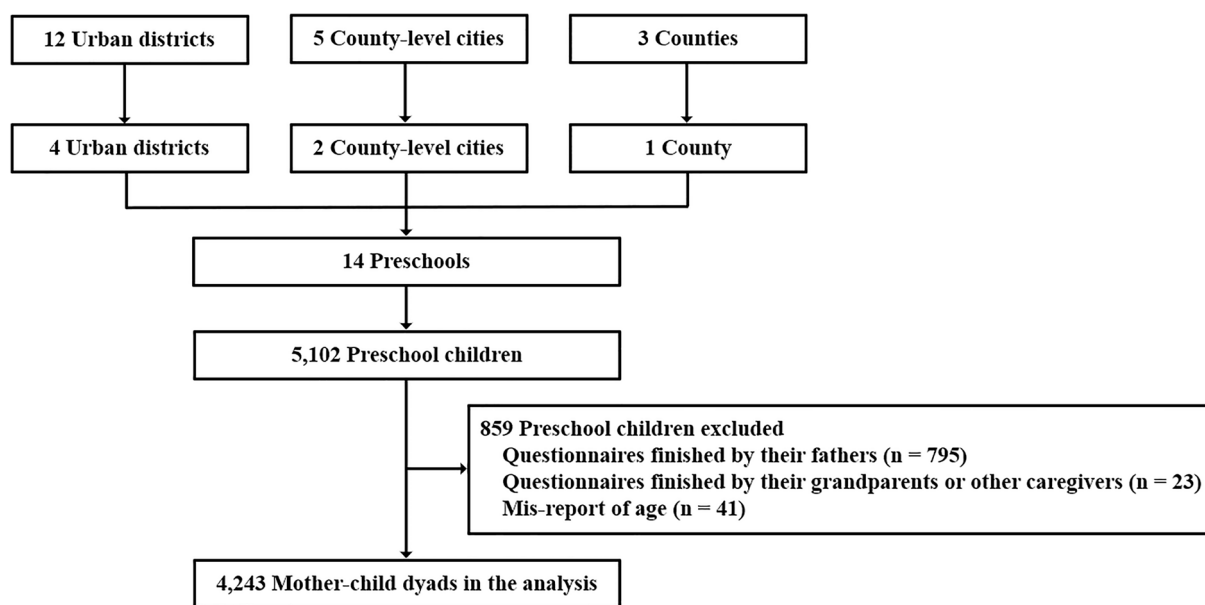 12 Urban districts
5 County-level cities
3 Counties
4 Urban districts
2 County-level cities
1 County
14 Preschools
5,102 Preschool children
859 Preschool children excluded
Questionnaires finished by their fathers (n = 795)
Questionnaires finished by their grandparents or other caregivers (n = 23)
Mis-report of age (n = 41)
4,243 Mother-child dyads in the analysis